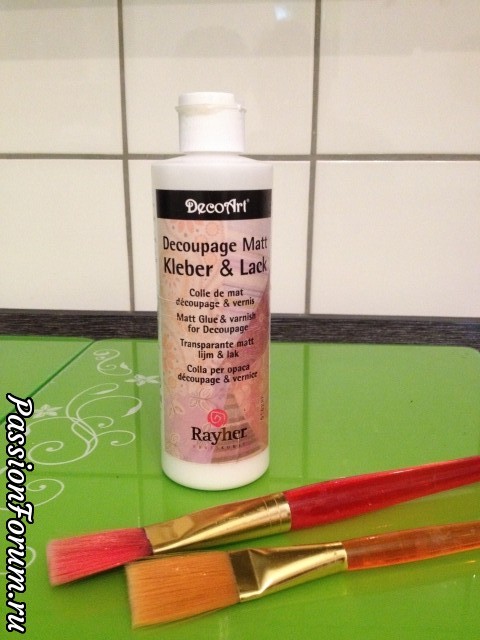 DecoArt®
Decoupage Matt
Kleber & Lack
Colle de mat
découpage & vernis
Matt Glue & varnish
for Decoupage
Transparante matt
lijm & lak
Colla per opaca
découpage & vernice
Rayher
PassionForum.ru